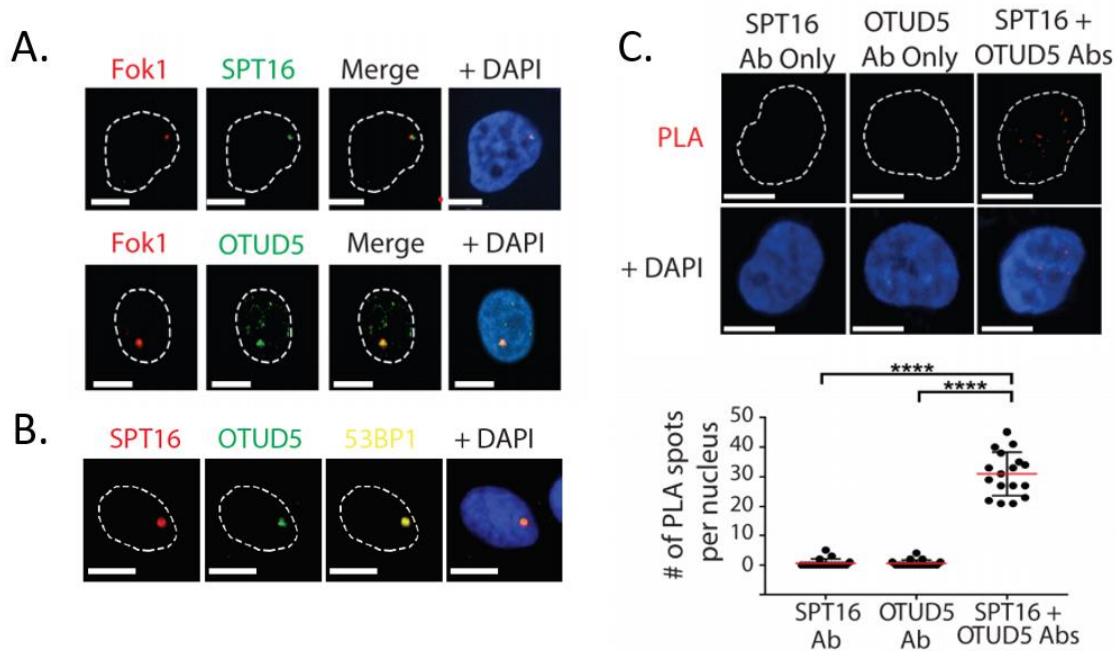 A.
Fok1 SPT16 Merge + DAPI
Fok1 OTUD5 Merge + DAPI
B.
SPT16 OTUD5 53BP1 + DAPI
C.
SPT16 OTUD5 SPT16 +
Ab Only Ab Only OTUD5 Abs
PLA
+ DAPI
****
****
# of PLA spots
per nucleus
50
40
30
20
10
0
SPT16 OTUD5 SPT16 +
Ab Ab OTUD5 Abs